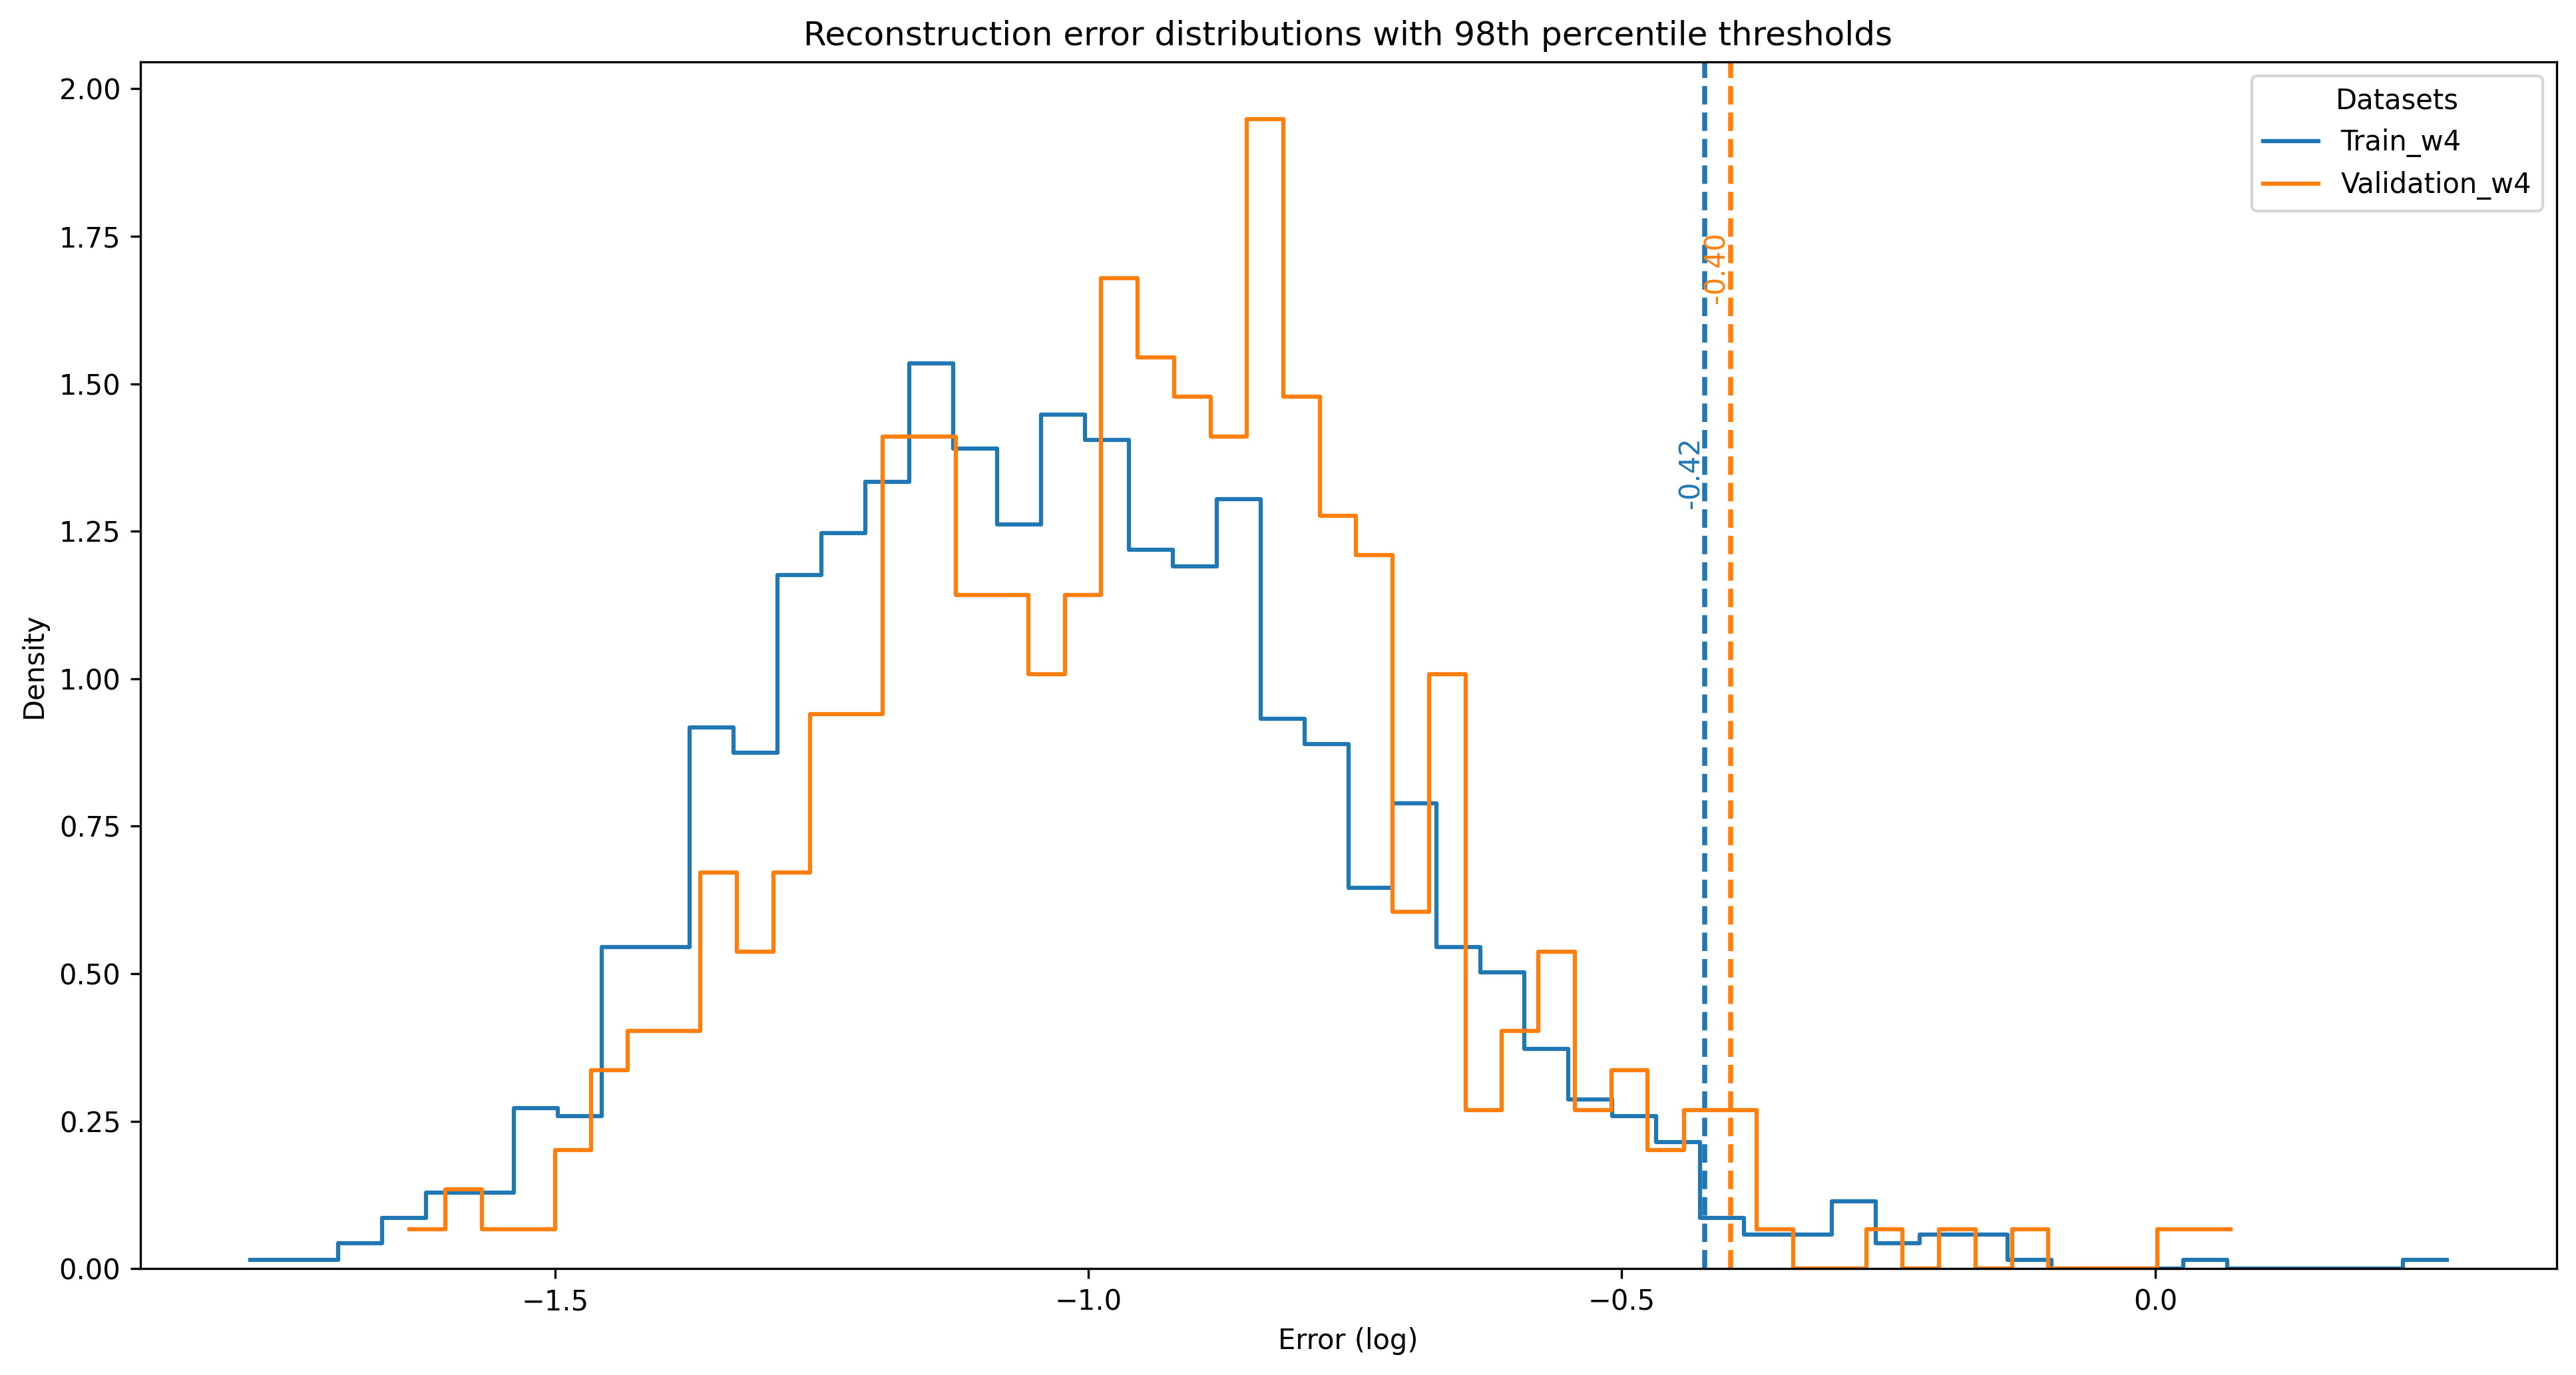 Reconstruction error distributions with 98th percentile thresholds
2.00
1.75
1.50
1.25
1.00
0.75
0.50
0.25
0.00
Density
Datasets
Train_w4
Validation_w4
-0.40
-0.42
−1.5
−1.0
−0.5
0.0
Error (log)